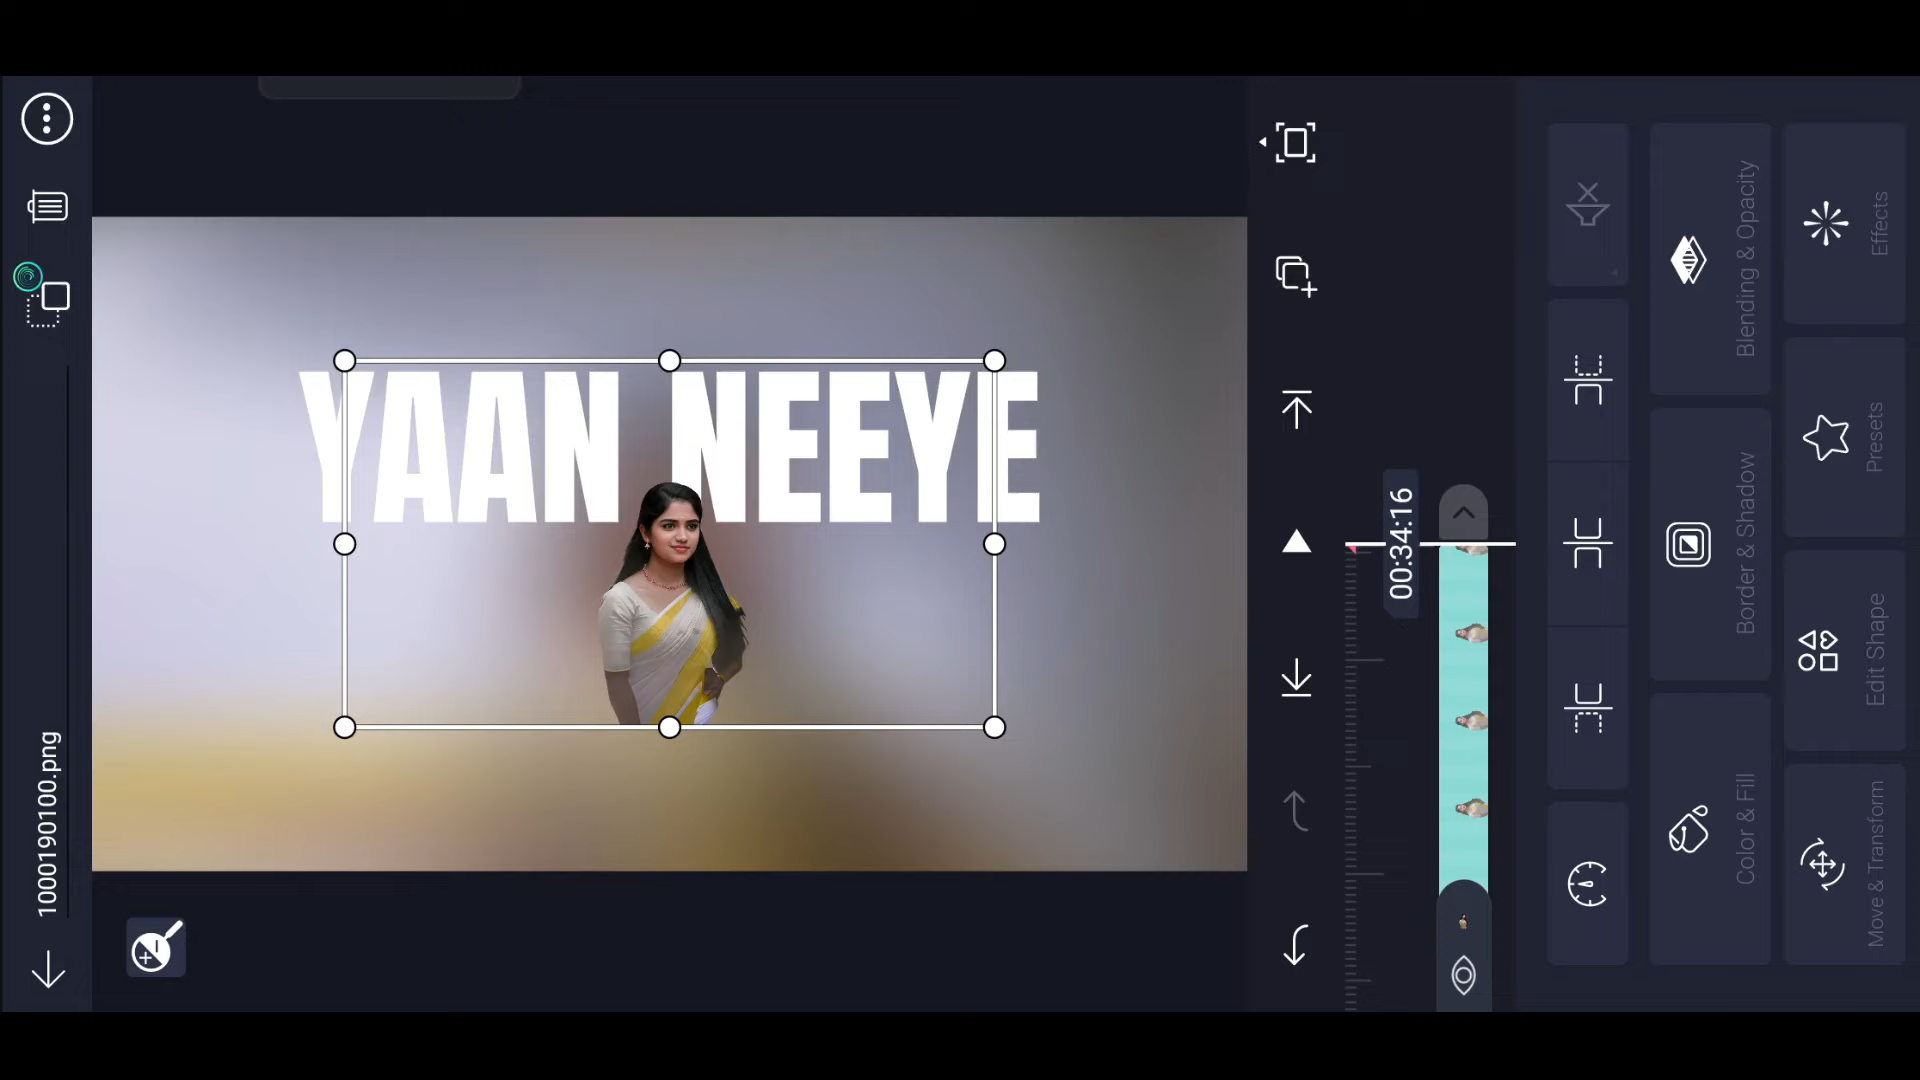 YAAN NEEYE
1000190100.png
00:34:16
Blending & Opacity
Border & Shadow
Color & Fill
Effects
Presets
Edit Shape
Move & Transform